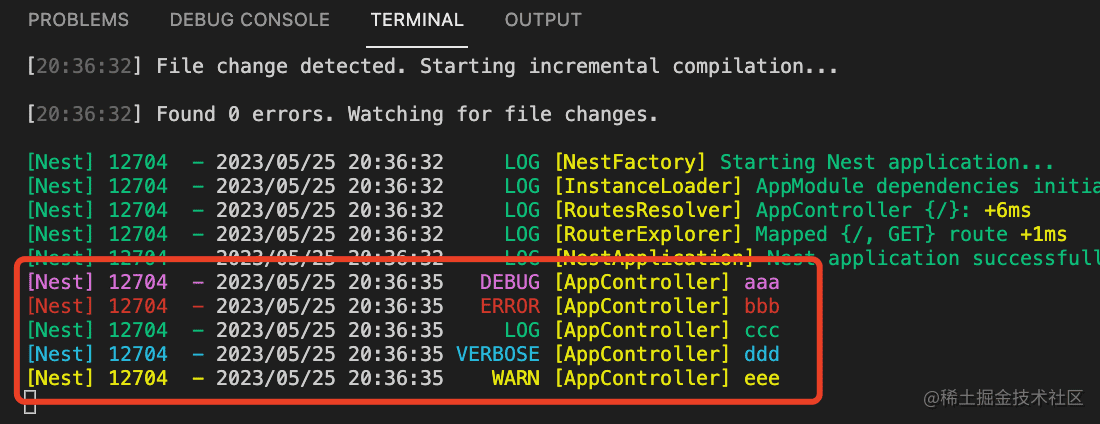 PROBLEMS DEBUG CONSOLE TERMINAL OUTPUT
[20:36:32] File change detected. Starting incremental compilation...
[20:36:32] Found 0 errors. Watching for file changes.
[Nest] 12704  - 2023/05/25 20:36:32     LOG [NestFactory] Starting Nest application...
[Nest] 12704  - 2023/05/25 20:36:32     LOG [InstanceLoader] AppModule dependencies initia
[Nest] 12704  - 2023/05/25 20:36:32     LOG [RoutesResolver] AppController {/}: +6ms
[Nest] 12704  - 2023/05/25 20:36:32     LOG [RouterExplorer] Mapped {/, GET} route +1ms
[Nest] 12704  - 2023/05/25 20:36:32     LOG [NestApplication] Nest application successfull
[Nest] 12704  - 2023/05/25 20:36:35   DEBUG [AppController] aaa
[Nest] 12704  - 2023/05/25 20:36:35   ERROR [AppController] bbb
[Nest] 12704  - 2023/05/25 20:36:35     LOG [AppController] ccc
[Nest] 12704  - 2023/05/25 20:36:35 VERBOSE [AppController] ddd
[Nest] 12704  - 2023/05/25 20:36:35    WARN [AppController] eee
@稀土掘金技术社区